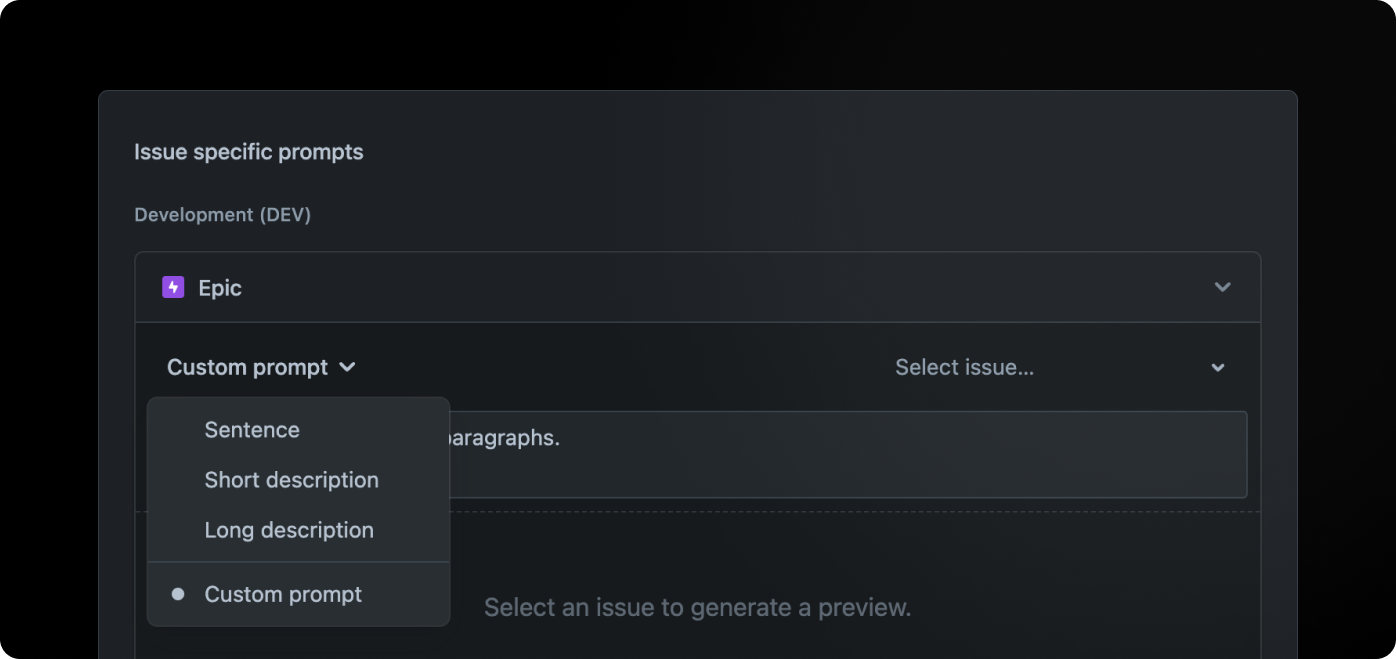 Issue specific prompts
Development (DEV)
Epic
Custom prompt
Select issue...
paragraphs.
Sentence
Short description
Long description
Custom prompt
Select an issue to generate a preview.